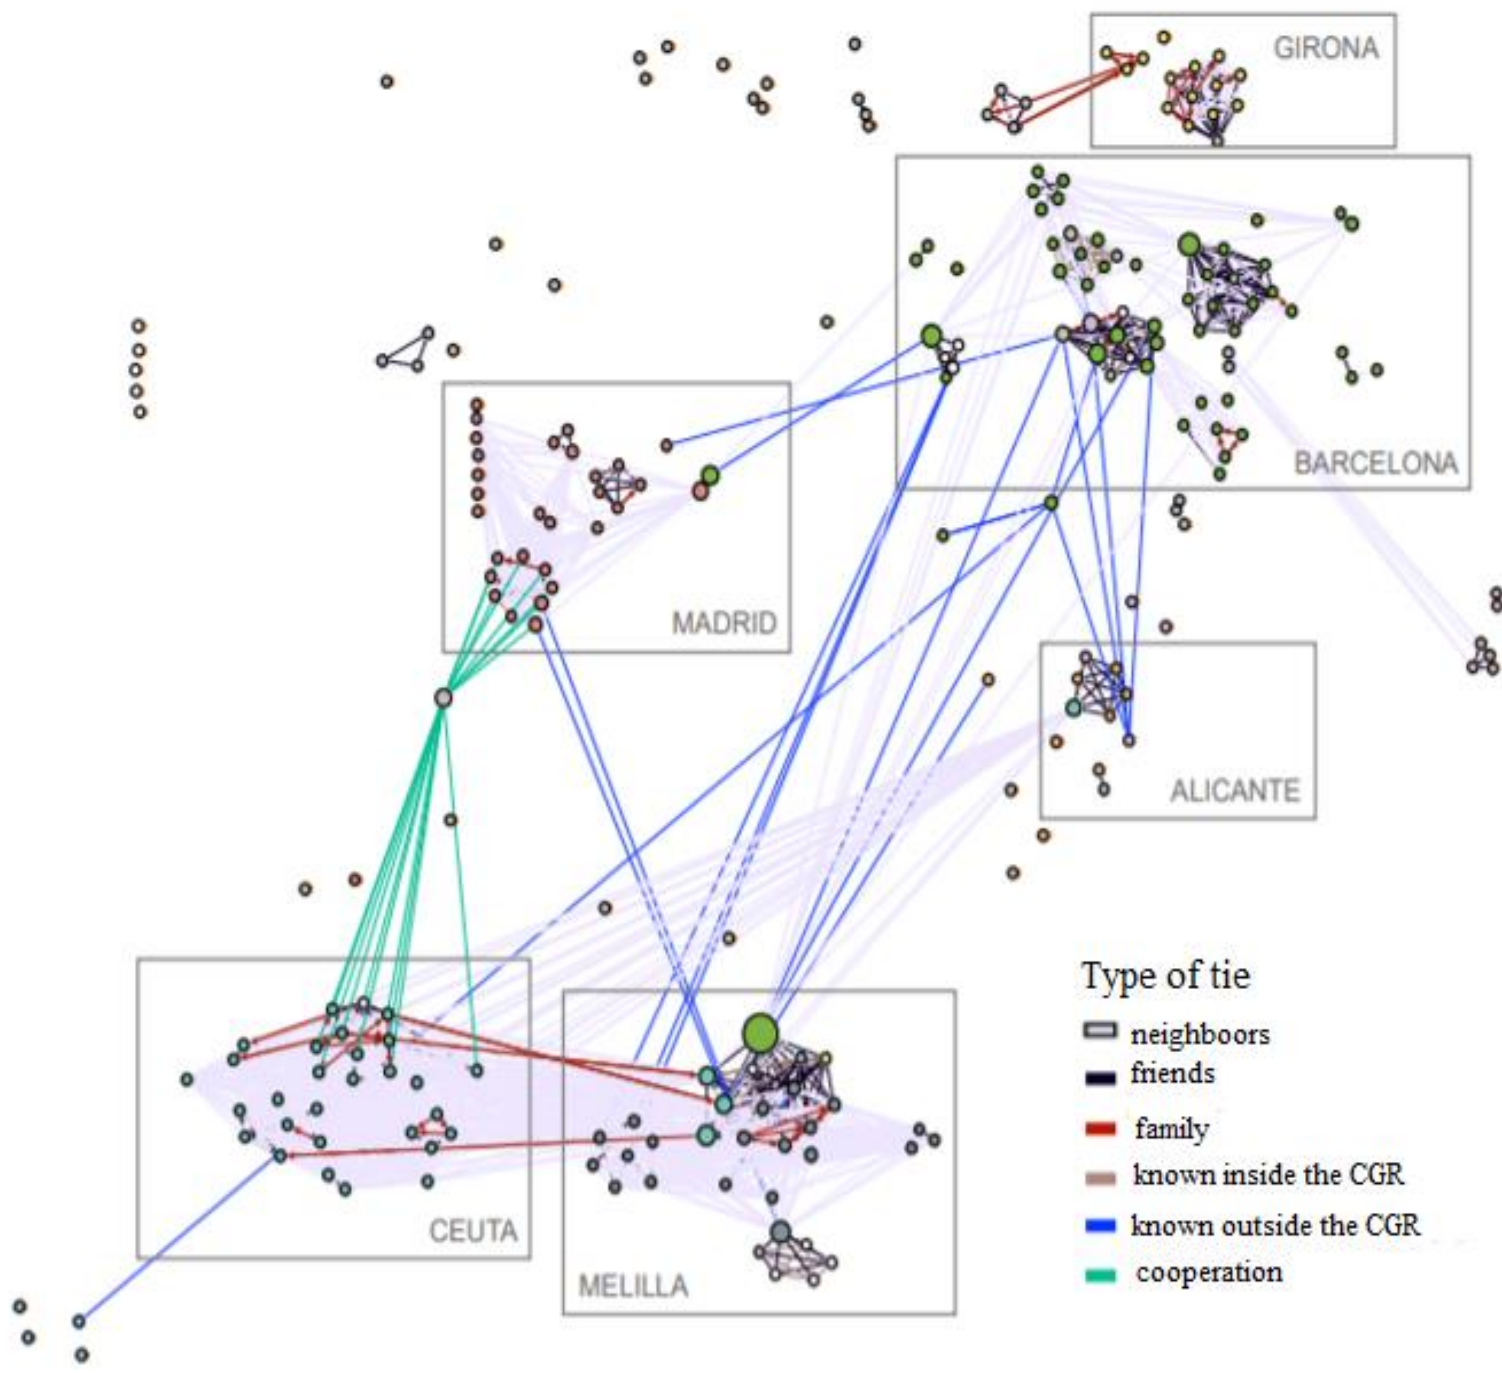 GIRONA
BARCELONA
MADRID
ALICANTE
CEUTA
MELILLA
Type of tie
neighboors
friends
family
known inside the CGR
known outside the CGR
cooperation